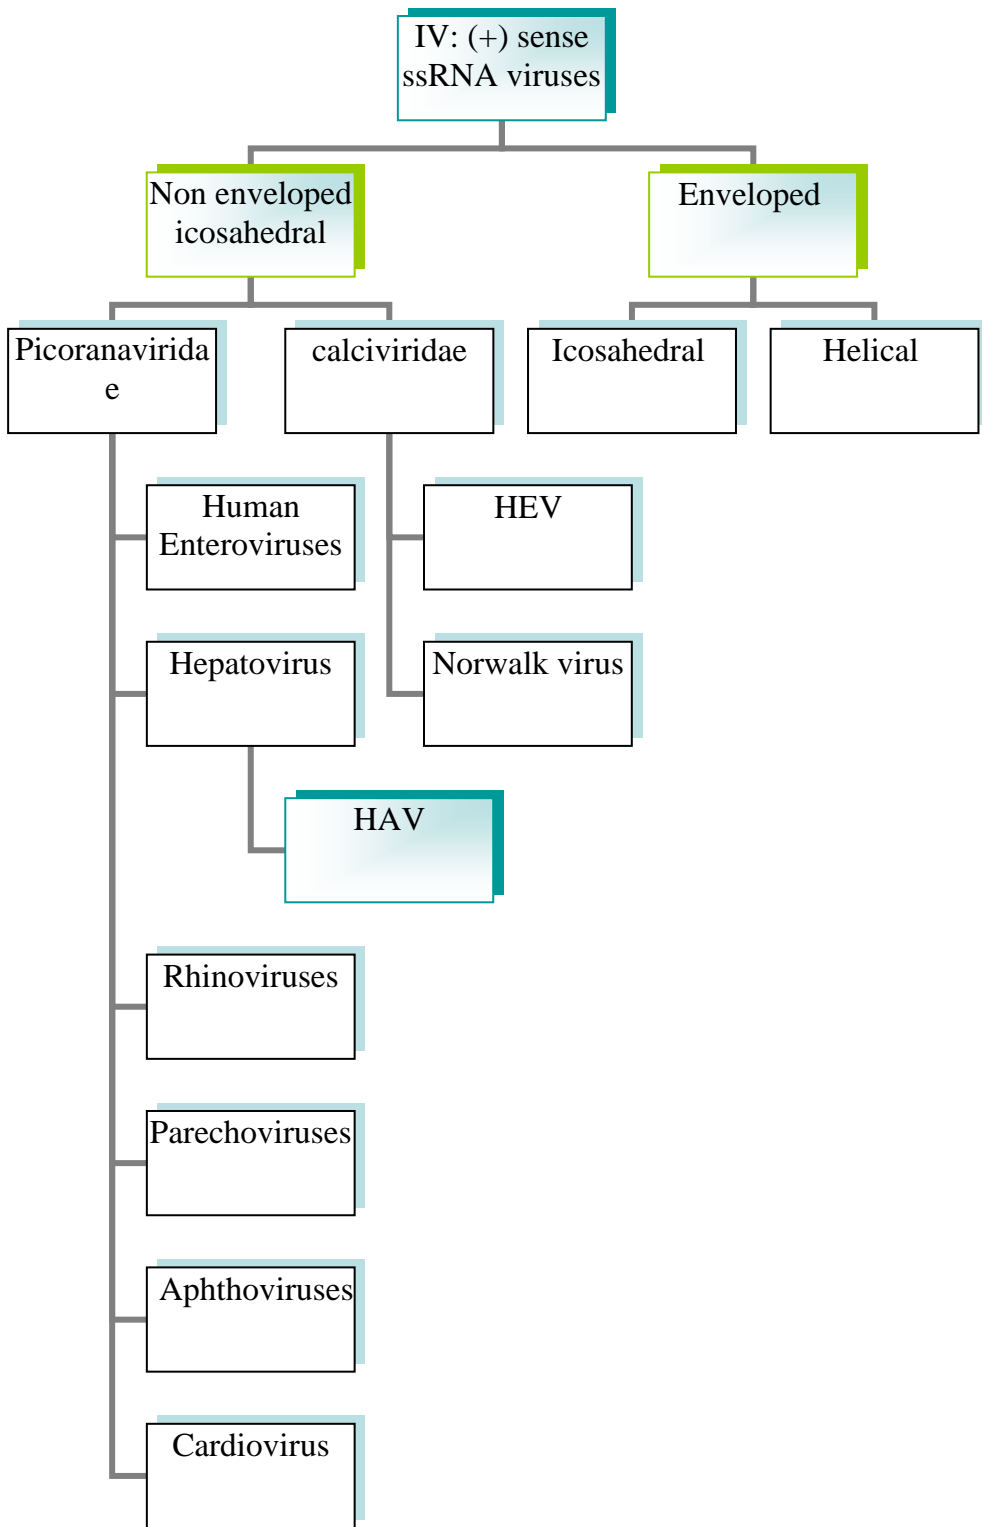 IV: (+) sense
ssRNA viruses
Non enveloped
icosahedral
Enveloped
Picoranavirida
e
calciviridae
Icosahedral
Helical
Human
Enteroviruses
HEV
Hepatovirus
Norwalk virus
HAV
Rhinoviruses
Parechoviruses
Aphthoviruses
Cardiovirus